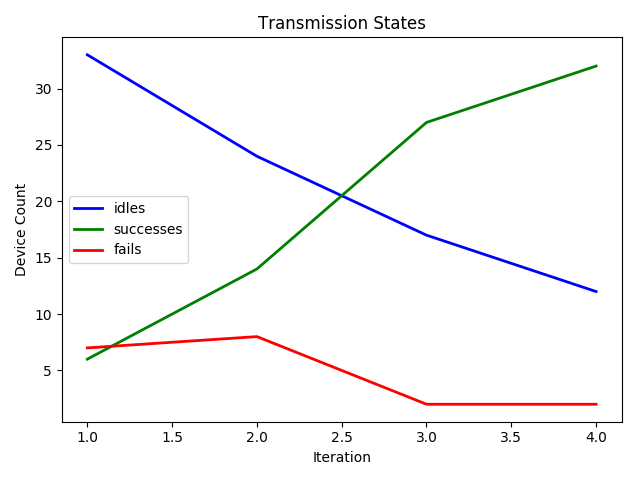 Transmission States
Device Count
30
25
20
15
10
5
idles
successes
fails
1.0 1.5 2.0 2.5 3.0 3.5 4.0
Iteration